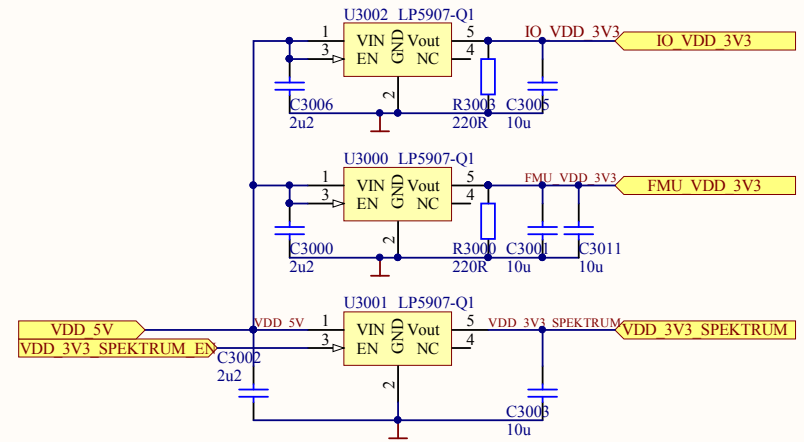 U3002 LP5907-Q1
1 VIN GND Vout 5 IO_VDD_3V3 IO_VDD_3V3
3 EN NC 4
2
C3006 R3003 C3005
2u2 220R 10u
U3000 LP5907-Q1
1 VIN GND Vout 5 FMU_VDD_3V3 FMU_VDD_3V3
3 EN NC 4
2
C3000 R3000 C3001 C3011
2u2 220R 10u 10u
U3001 LP5907-Q1
VDD_5V VDD_5V 1 VIN GND Vout 5 VDD_3V3_SPEKTRUM VDD_3V3_SPEKTRUM
VDD_3V3_SPEKTRUM_EN 3 EN NC 4
C3002
2u2
2
C3003
10u